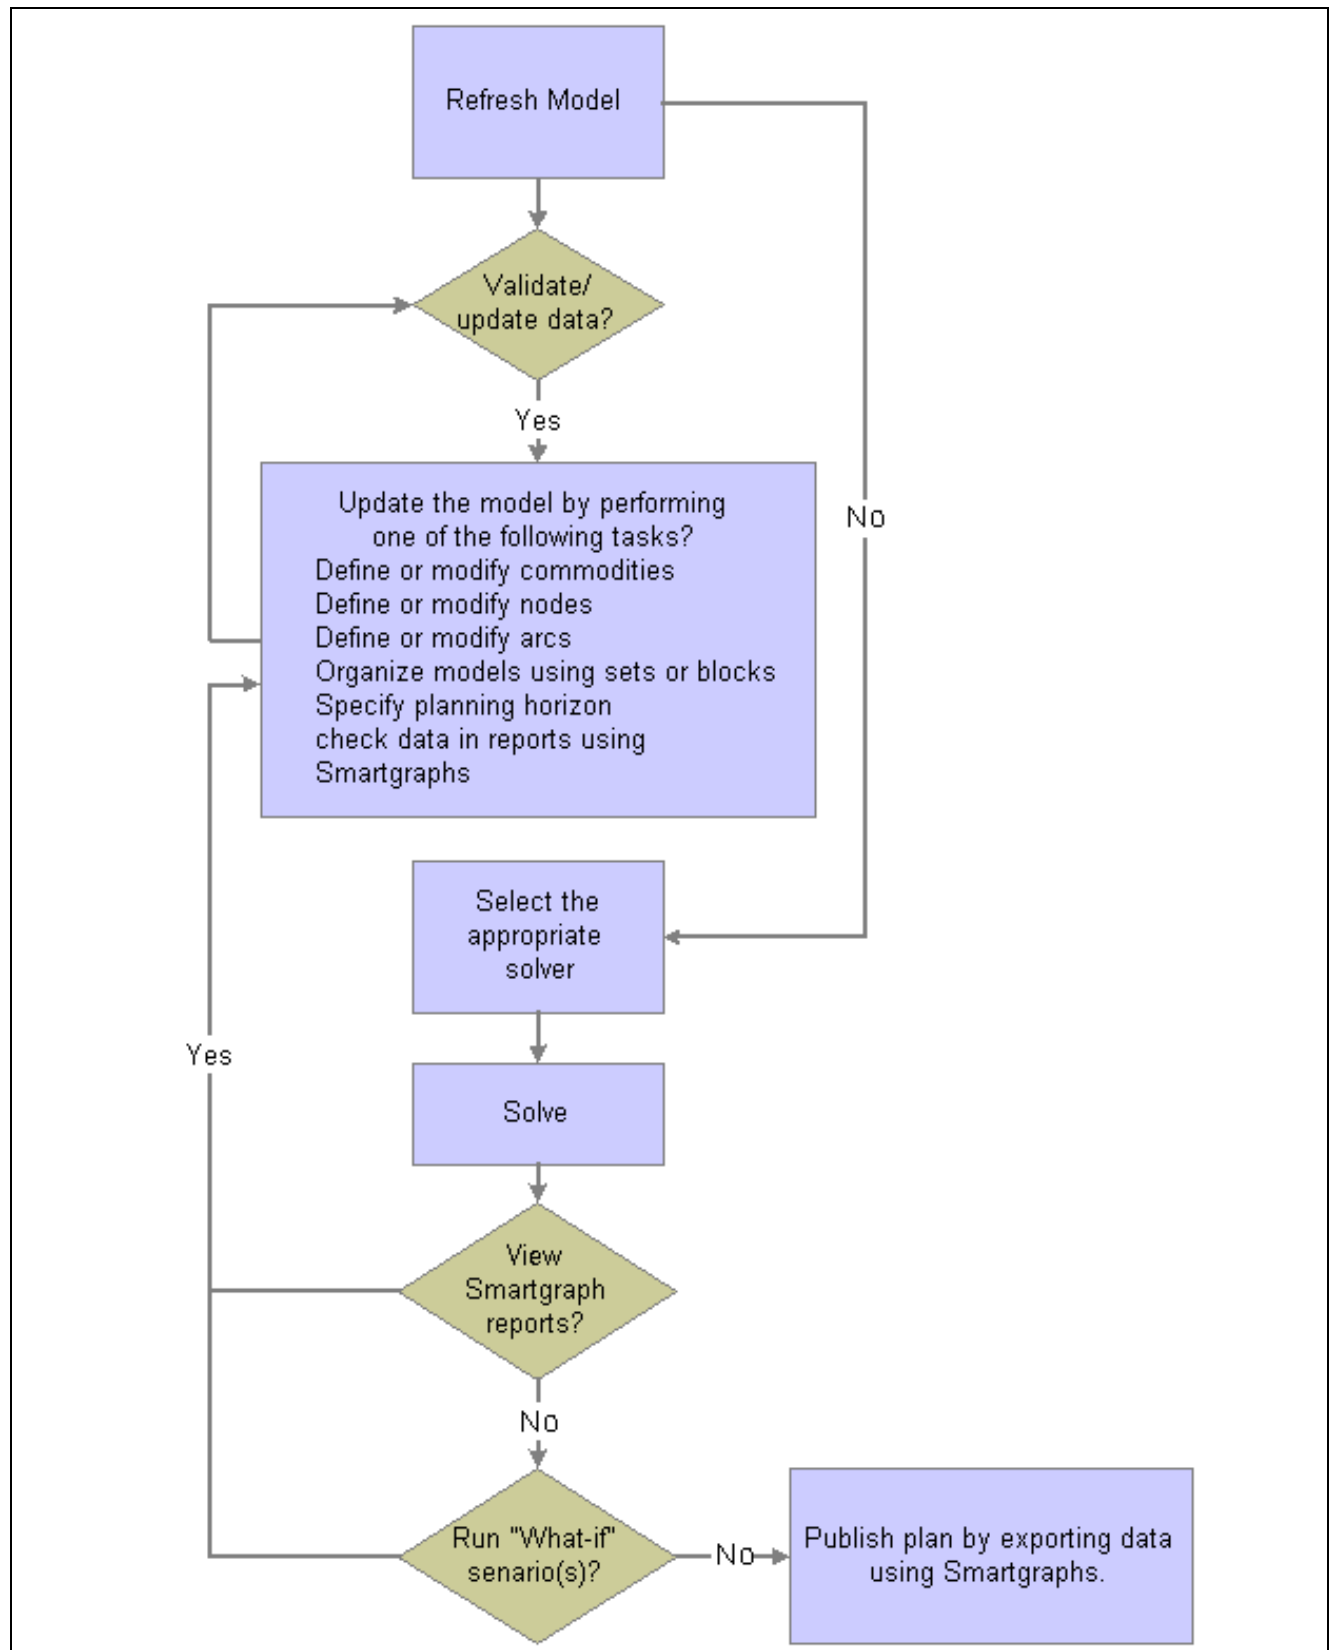 Refresh Model
Validate/
update data?
Yes
No
Update the model by performing
one of the following tasks?
Define or modify commodities
Define or modify nodes
Define or modify arcs
Organize models using sets or blocks
Specify planning horizon
check data in reports using
Smartgraphs
Select the
appropriate
solver
Yes
Solve
View
Smartgraph
reports?
No
Run "What-if"
senario(s)?
No
Publish plan by exporting data
using Smartgraphs.